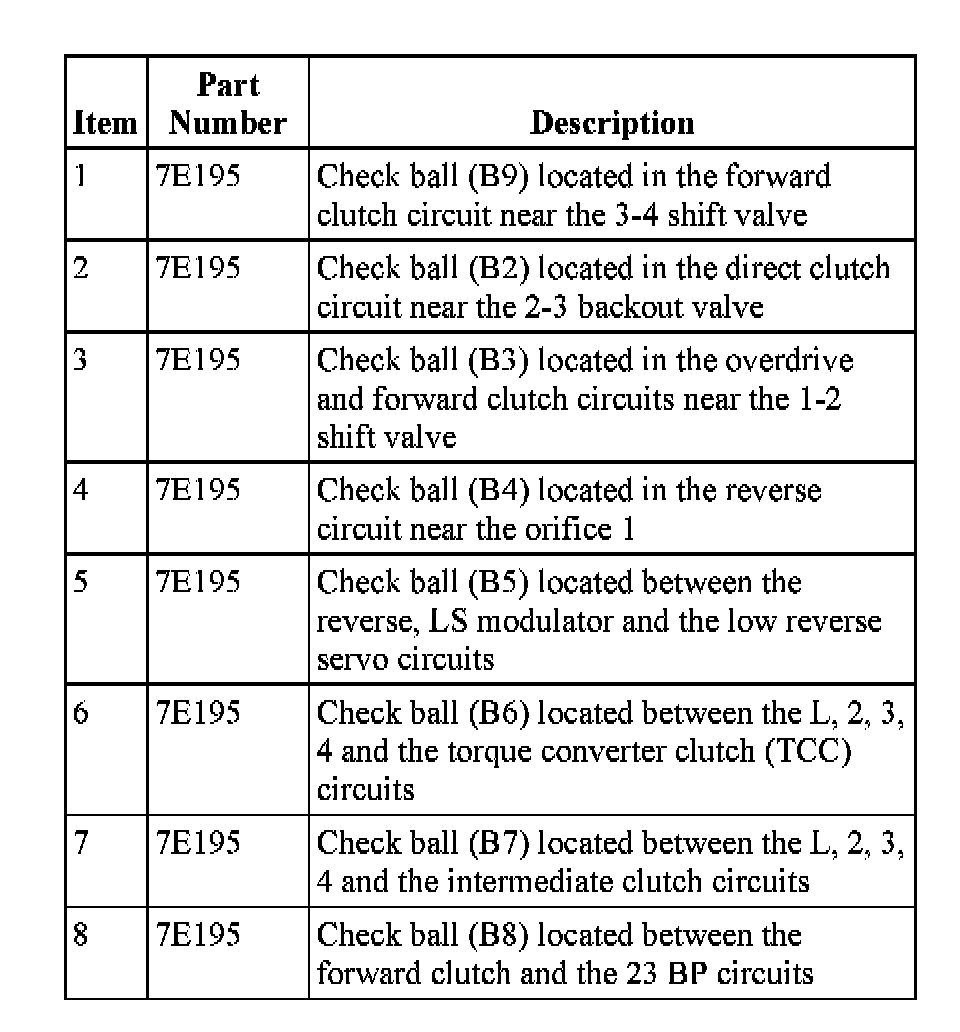 Item Part Number Description
1 7E195 Check ball (B9) located in the forward
clutch circuit near the 3-4 shift valve
2 7E195 Check ball (B2) located in the direct clutch
circuit near the 2-3 backout valve
3 7E195 Check ball (B3) located in the overdrive
and forward clutch circuits near the 1-2
shift valve
4 7E195 Check ball (B4) located in the reverse
circuit near the orifice 1
5 7E195 Check ball (B5) located between the
reverse, LS modulator and the low reverse
servo circuits
6 7E195 Check ball (B6) located between the L, 2, 3,
4 and the torque converter clutch (TCC)
circuits
7 7E195 Check ball (B7) located between the L, 2, 3,
4 and the intermediate clutch circuits
8 7E195 Check ball (B8) located between the
forward clutch and the 23 BP circuits